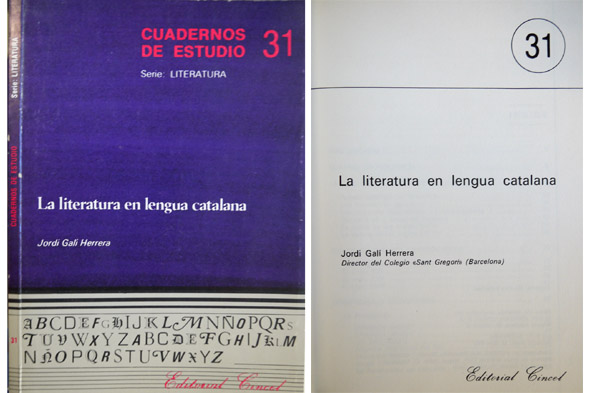 CUADERNOS
DE ESTUDIO 31
Serie: LITERATURA
La literatura en lengua catalana
Jordi Galí Herrera
ABCDEFGHIJKLMNÑOPQRS
TUVWXYZABCDEFGHIJKLM
NÑOPQRSTUVWXYZ
Editorial Cincel
Serie: LITERATURA
CUADERNOS DE ESTUDIO
31
31
La literatura en lengua catalana
Jordi Galí Herrera
Director del Colegio «Sant Gregori» (Barcelona)
Editorial Cincel